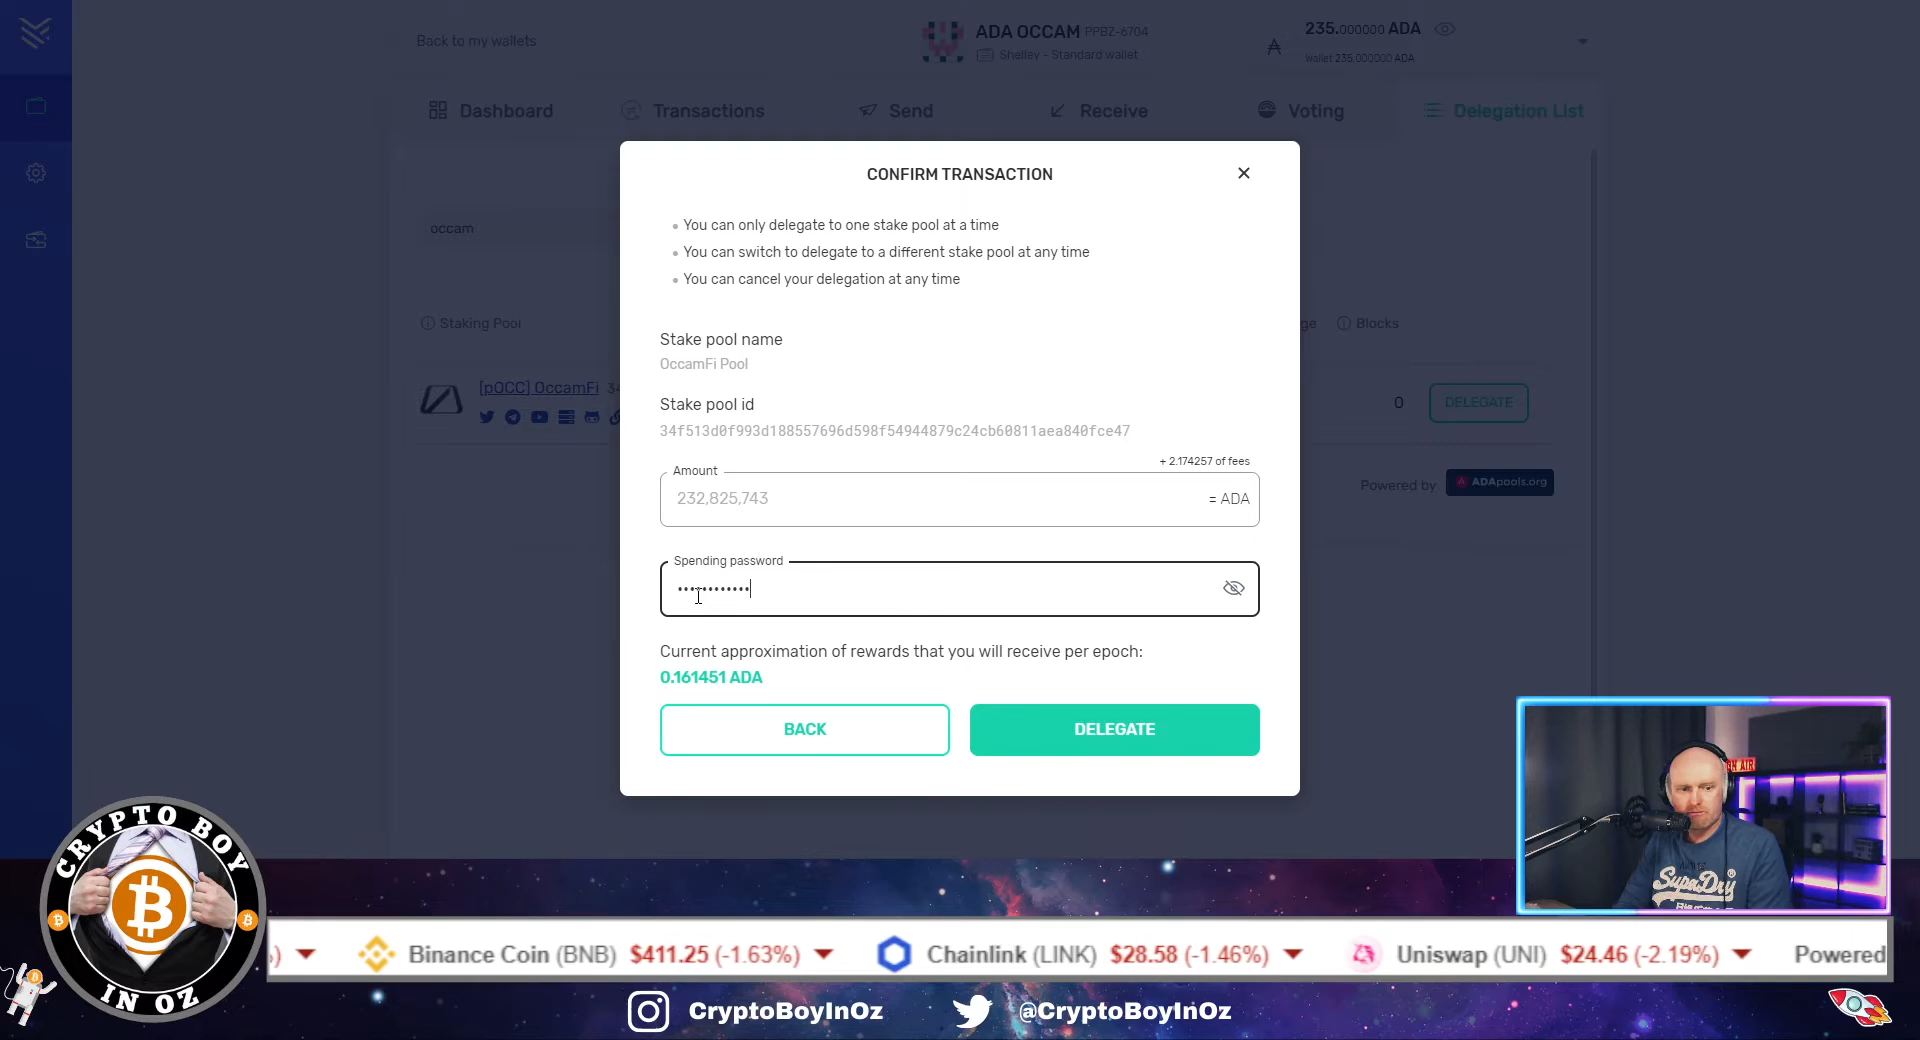 Back to my wallets
ADA OCCAM PPBZ-6704
Shelley - Standard wallet
235.000000 ADA
Wallet 235.000000 ADA
Dashboard
Transactions
Send
Receive
Voting
Delegation List
CONFIRM TRANSACTION
You can only delegate to one stake pool at a time
You can switch to delegate to a different stake pool at any time
You can cancel your delegation at any time
occam
Staking Pool
ge
Blocks
Stake pool name
OccamFi Pool
[pOCC] OccamFi 34
0
DELEGATE
Stake pool id
34f513d0f993d188557696d598f54944879c24cb60811aea840fce47
+ 2.174257 of fees
Amount
232,825,743
= ADA
Powered by ADApools.org
Spending password
••••••••••••
Current approximation of rewards that you will receive per epoch:
0.161451 ADA
BACK
DELEGATE
ON AIR
SupaDry®
CRYPTO BOY
IN OZ
) Binance Coin (BNB) $411.25 (-1.63%) Chainlink (LINK) $28.58 (-1.46%) Uniswap (UNI) $24.46 (-2.19%) Powered
CryptoBoyInOz
@CryptoBoyInOz